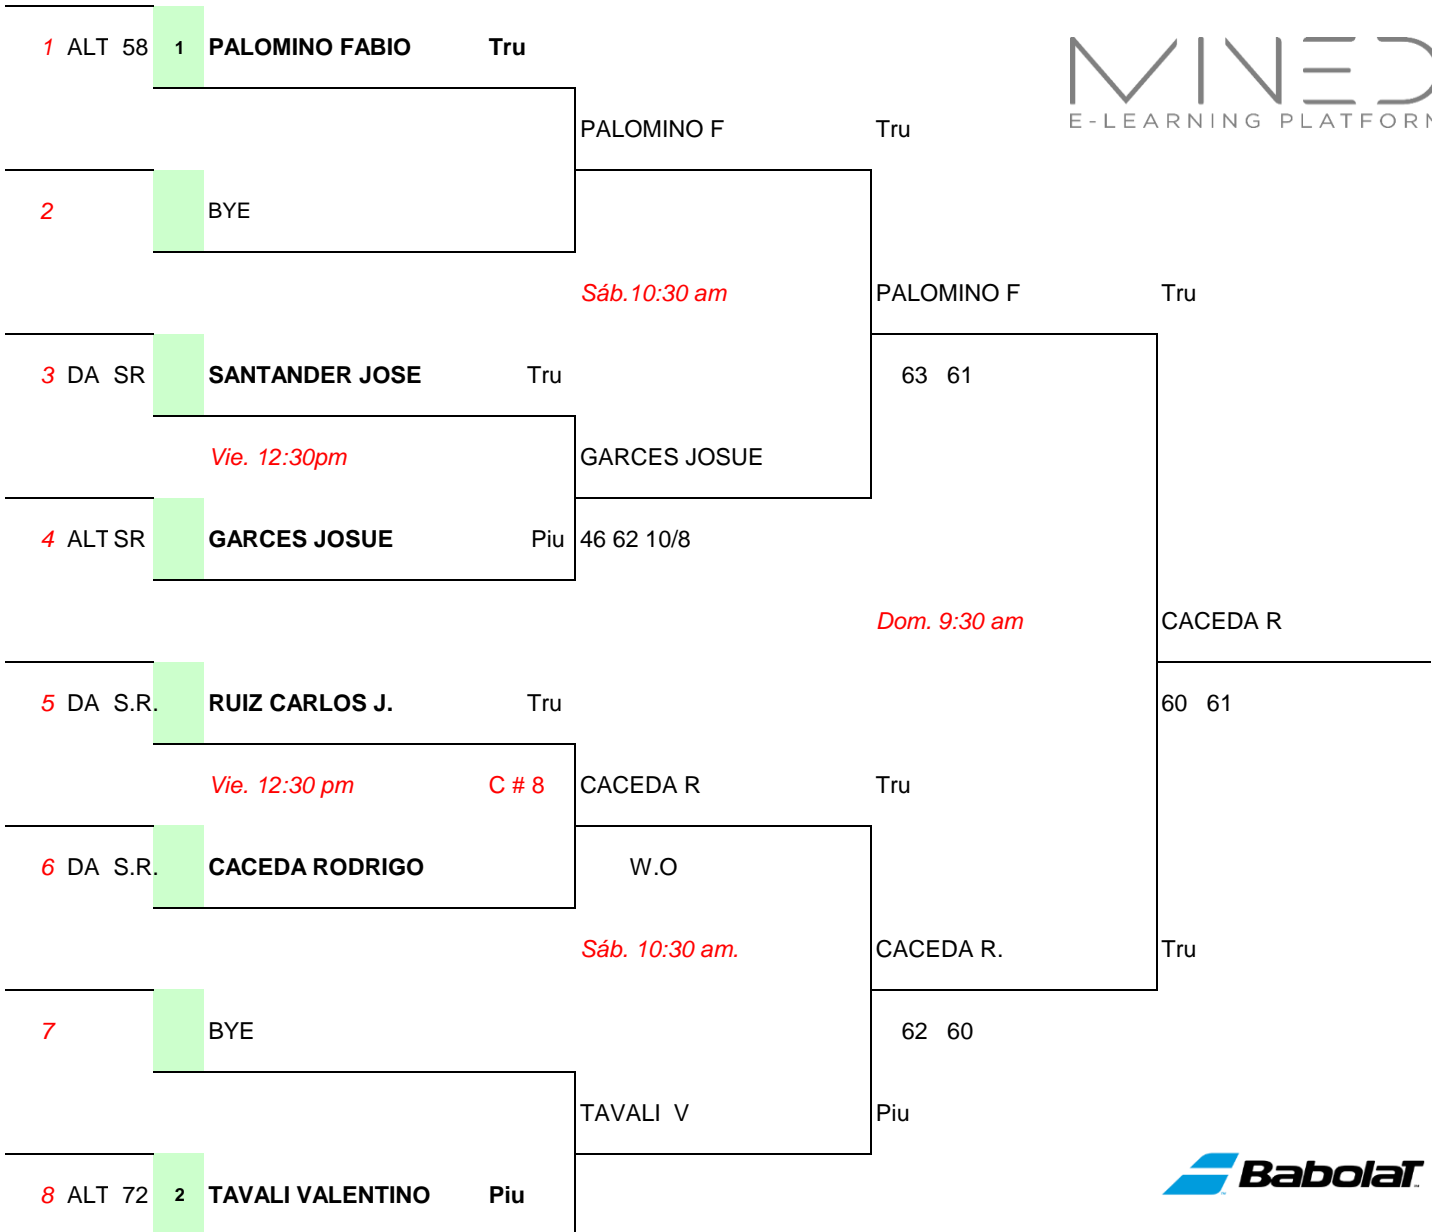 1 ALT 58 1 PALOMINO FABIO Tru
MINED
E-LEARNING PLATFORM
PALOMINO F Tru
2 BYE
Sáb.10:30 am PALOMINO F Tru
3 DA SR SANTANDER JOSE Tru 63 61
Vie. 12:30pm GARCES JOSUE
4 ALT SR GARCES JOSUE Piu 46 62 10/8
Dom. 9:30 am CACEDA R
5 DA S.R. RUIZ CARLOS J. Tru 60 61
Vie. 12:30 pm C # 8 CACEDA R Tru
6 DA S.R. CACEDA RODRIGO W.O
Sáb. 10:30 am. CACEDA R. Tru
7 BYE 62 60
TAVALI V Piu
8 ALT 72 2 TAVALI VALENTINO Piu
BabolaT